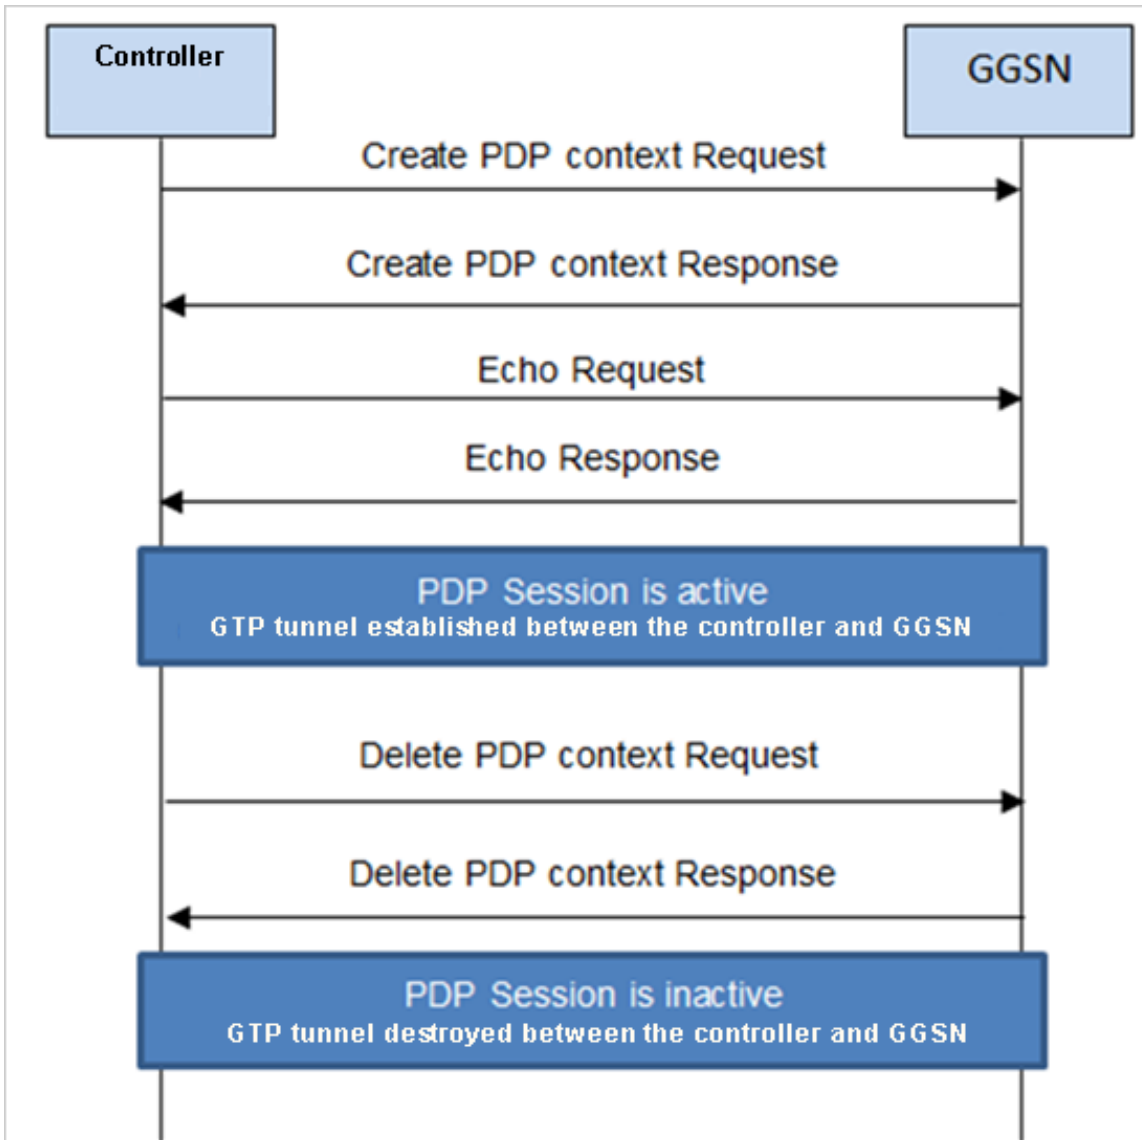 Controller
GGSN
Create PDP context Request
Create PDP context Response
Echo Request
Echo Response
PDP Session is active
GTP tunnel established between the controller and GGSN
Delete PDP context Request
Delete PDP context Response
PDP Session is inactive
GTP tunnel destroyed between the controller and GGSN